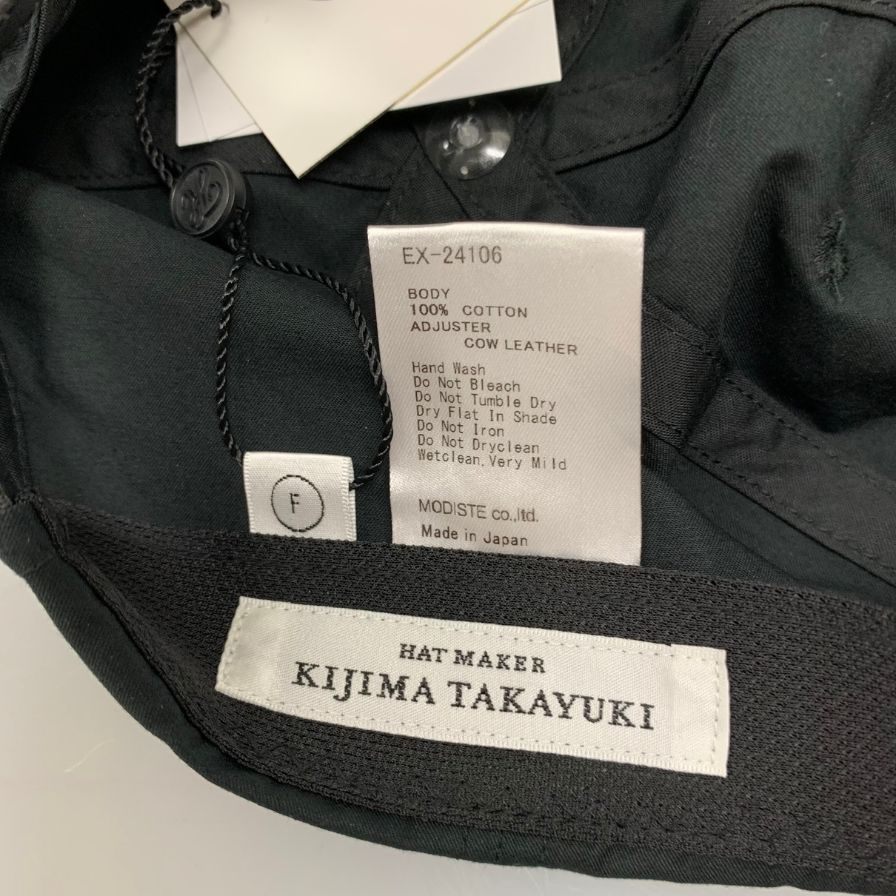 EX-24106
BODY
100% COTTON
ADJUSTER
COW LEATHER
Hand Wash
Do Not Bleach
Do Not Tumble Dry
Dry Flat In Shade
Do Not Iron
Do Not Dryclean
Wetclean,Very Mild
MODISTE co.,ltd.
Made in Japan
F
HAT MAKER
KIJIMA TAKAYUKI